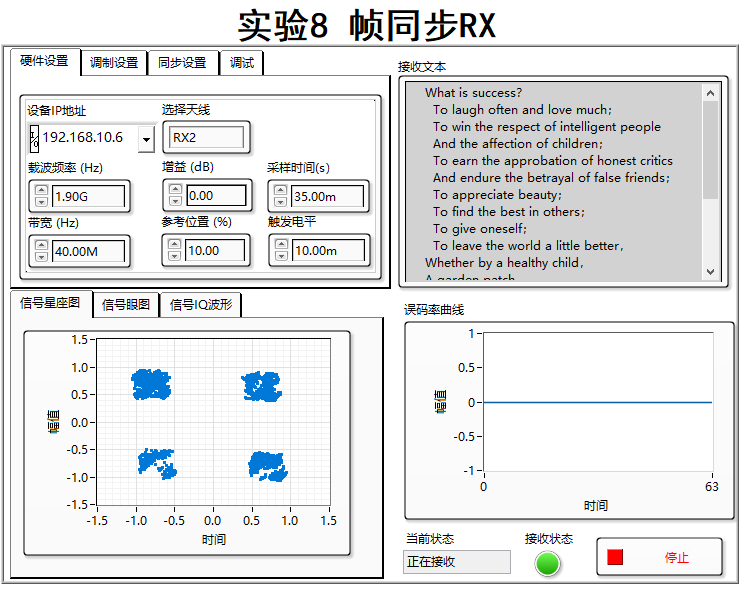 实验8 帧同步RX
硬件设置 调制设置 同步设置 调试
设备IP地址 选择天线
192.168.10.6 RX2
载波频率 (Hz) 增益 (dB) 采样时间(s)
1.90G 0.00 35.00m
带宽 (Hz) 参考位置 (%) 触发电平
40.00M 10.00 10.00m
接收文本
What is success?
To laugh often and love much;
To win the respect of intelligent people
And the affection of children;
To earn the approbation of honest critics
And endure the betrayal of false friends;
To appreciate beauty;
To find the best in others;
To give oneself;
To leave the world a little better,
Whether by a healthy child,
A garden patch
信号星座图 信号眼图 信号IQ波形
幅值
1.5
1.0
0.5
0.0
-0.5
-1.0
-1.5
-1.5 -1.0 -0.5 0.0 0.5 1.0 1.5
时间
误码率曲线
幅值
1
0.5
0
-0.5
-1
0 63
时间
当前状态 接收状态
正在接收 停止